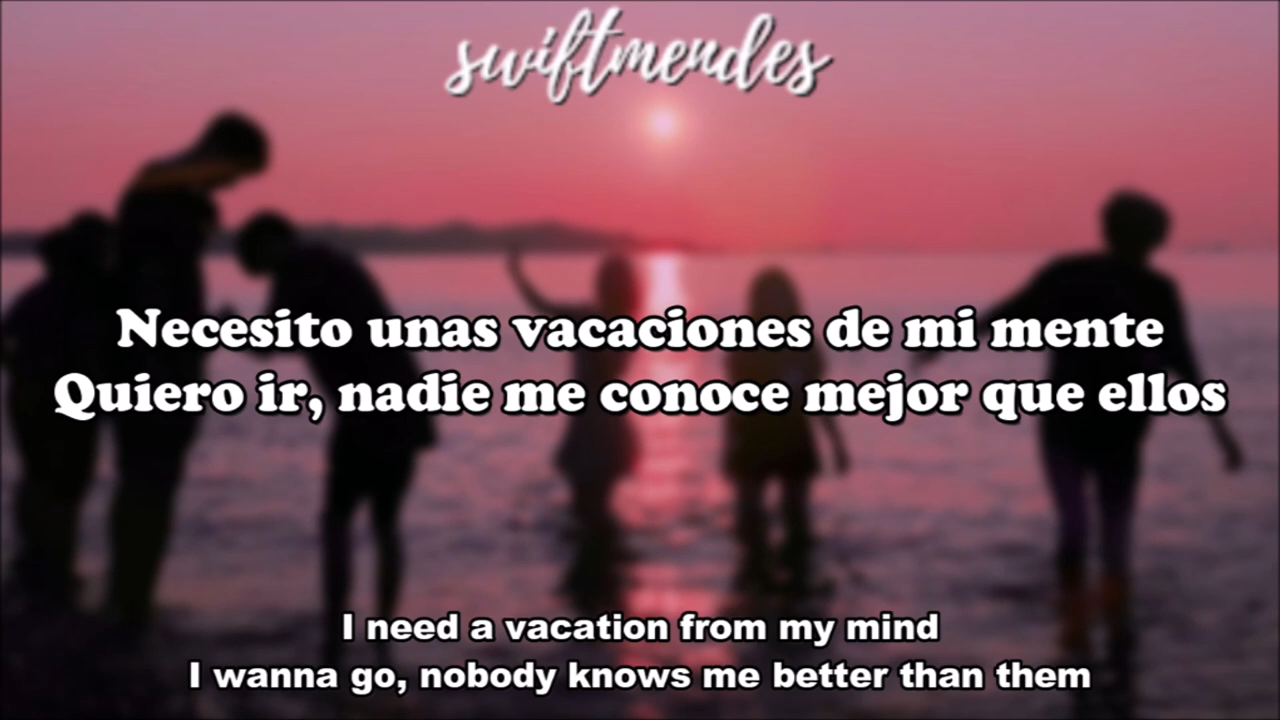 swiftmendes
Necesito unas vacaciones de mi mente
Quiero ir, nadie me conoce mejor que ellos
I need a vacation from my mind
I wanna go, nobody knows me better than them